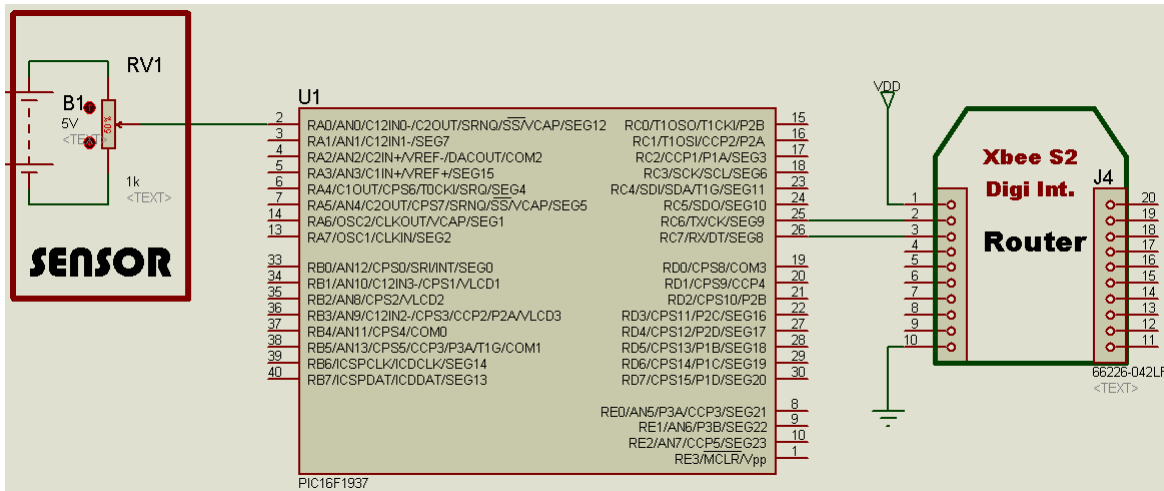 RV1
B1
5V
<TEXT>
50%
1k
<TEXT>
SENSOR
U1
2 RA0/AN0/C12IN0-/C2OUT/SRNQ/SS/VCAP/SEG12
3 RA1/AN1/C12IN1-/SEG7
4 RA2/AN2/C2IN+/VREF-/DACOUT/COM2
5 RA3/AN3/C1IN+/VREF+/SEG15
6 RA4/C1OUT/CPS6/T0CKI/SRQ/SEG4
7 RA5/AN4/C2OUT/CPS7/SRNQ/SS/VCAP/SEG5
14 RA6/OSC2/CLKOUT/VCAP/SEG1
13 RA7/OSC1/CLKIN/SEG2
33 RB0/AN12/CPS0/SRI/INT/SEG0
34 RB1/AN10/C12IN3-/CPS1/VLCD1
35 RB2/AN8/CPS2/VLCD2
36 RB3/AN9/C12IN2-/CPS3/CCP2/P2A/VLCD3
37 RB4/AN11/CPS4/COM0
38 RB5/AN13/CPS5/CCP3/P3A/T1G/COM1
39 RB6/ICSPCLK/ICDCLK/SEG14
40 RB7/ICSPDAT/ICDDAT/SEG13
RC0/T1OSO/T1CKI/P2B 15
RC1/T1OSI/CCP2/P2A 16
RC2/CCP1/P1A/SEG3 17
RC3/SCK/SCL/SEG6 18
RC4/SDI/SDA/T1G/SEG11 23
RC5/SDO/SEG10 24
RC6/TX/CK/SEG9 25
RC7/RX/DT/SEG8 26
RD0/CPS8/COM3 19
RD1/CPS9/CCP4 20
RD2/CPS10/P2B 21
RD3/CPS11/P2C/SEG16 22
RD4/CPS12/P2D/SEG17 27
RD5/CPS13/P1B/SEG18 28
RD6/CPS14/P1C/SEG19 29
RD7/CPS15/P1D/SEG20 30
RE0/AN5/P3A/CCP3/SEG21 8
RE1/AN6/P3B/SEG22 9
RE2/AN7/CCP5/SEG23 10
RE3/MCLR/Vpp 1
PIC16F1937
VDD
Xbee S2
Digi Int.
Router
J4
1
2
3
4
5
6
7
8
9
10
20
19
18
17
16
15
14
13
12
11
66226-042LF
<TEXT>